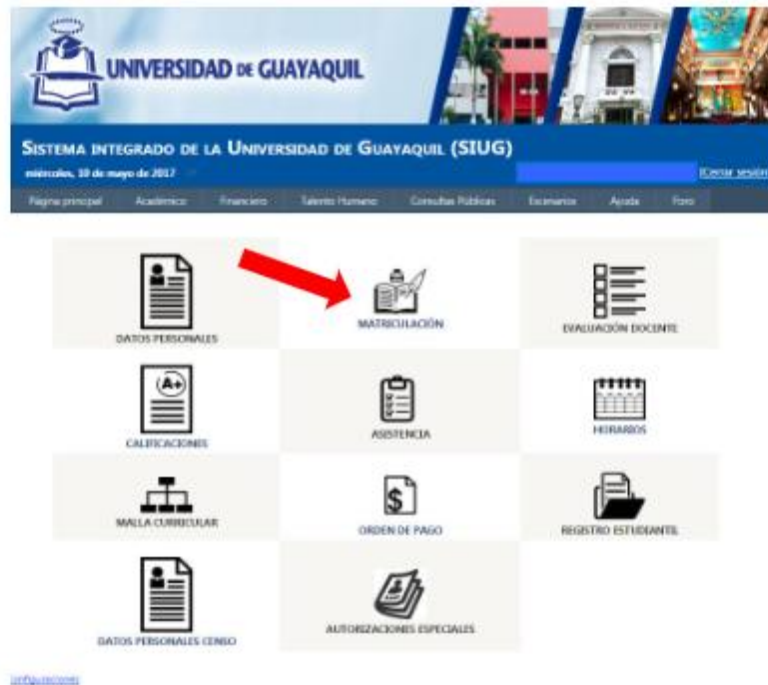 UNIVERSIDAD DE GUAYAQUIL
SISTEMA INTEGRADO DE LA UNIVERSIDAD DE GUAYAQUIL (SIUG)
miércoles, 10 de mayo de 2017
[Cerrar sesión
Página principal Académico Financiero Talento Humano Consultas Públicas Escenarios Ayuda Foro
DATOS PERSONALES MATRICULACIÓN EVALUACIÓN DOCENTE
A+
CALIFICACIONES ASISTENCIA HORARIOS
$
MALLA CURRICULAR ORDEN DE PAGO REGISTRO ESTUDIANTIL
DATOS PERSONALES CENSO AUTORIZACIONES ESPECIALES
configuraciones